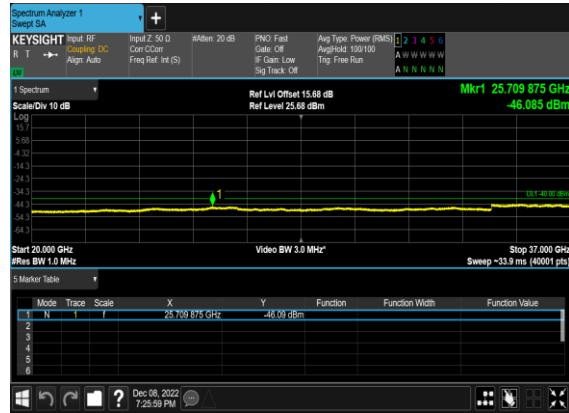 Spectrum Analyzer 1
Swept SA
+
KEYSIGHT Input: RF Input Z: 50 Ω #Atten: 20 dB PNO: Fast Avg Type: Power (RMS) 1 2 3 4 5 6
R T Coupling: DC Corr CCorr Gate: Off Avg|Hold: 100/100 A W W W W W
Align: Auto Freq Ref: Int (S) IF Gain: Low Trig: Free Run
Sig Track: Off A N N N N N
1 Spectrum Ref Lvl Offset 15.68 dB Mkr1 25.709 875 GHz
Scale/Div 10 dB Ref Level 25.68 dBm -46.085 dBm
Log
15.7
5.68
-4.32
-14.3
-24.3
-34.3 1 DL1 -40.00 dBm
-44.3
-54.3
-64.3
Start 20.000 GHz Video BW 3.0 MHz* Stop 37.000 GHz
#Res BW 1.0 MHz Sweep ~33.9 ms (40001 pts)
5 Marker Table
Mode Trace Scale X Y Function Function Width Function Value
1 N 1 f 25.709 875 GHz -46.09 dBm
2
3
4
5
6
? Dec 08, 2022
7:25:59 PM